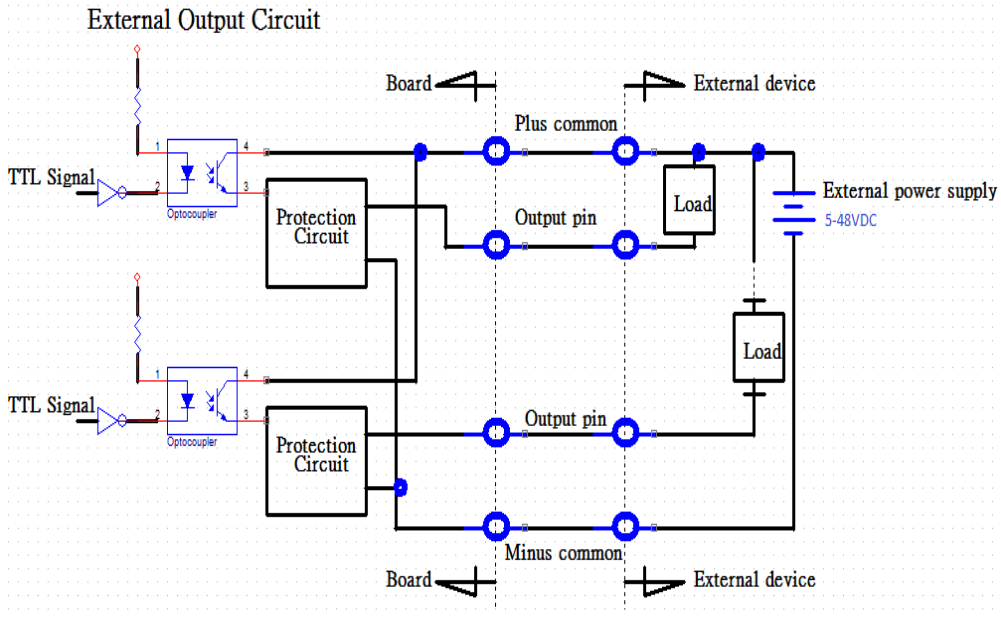 External Output Circuit
Board
External device
Plus common
1
4
TTL Signal
2
3
Optocoupler
Protection
Circuit
Output pin
Load
External power supply
5-48VDC
Load
1
4
TTL Signal
2
3
Optocoupler
Protection
Circuit
Output pin
Minus common
Board
External device